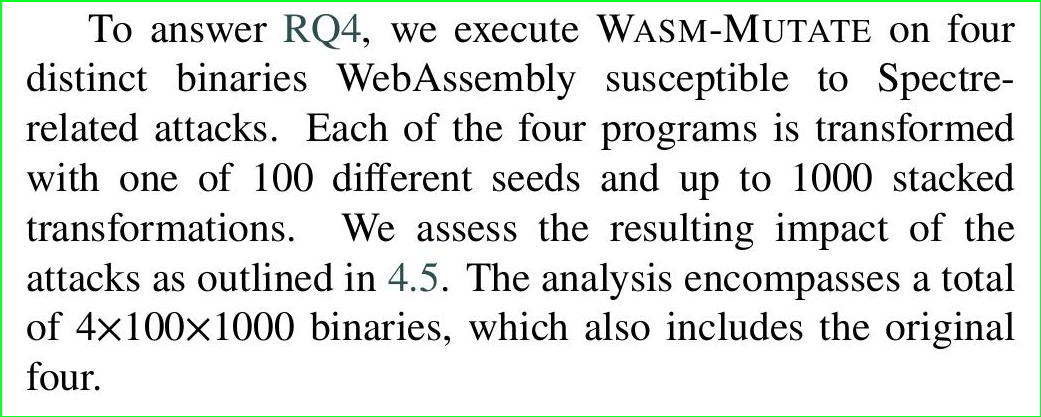 To answer RQ4, we execute WASM-MUTATE on four
distinct binaries WebAssembly susceptible to Spectre-
related attacks. Each of the four programs is transformed
with one of 100 different seeds and up to 1000 stacked
transformations. We assess the resulting impact of the
attacks as outlined in 4.5. The analysis encompasses a total
of 4×100×1000 binaries, which also includes the original
four.